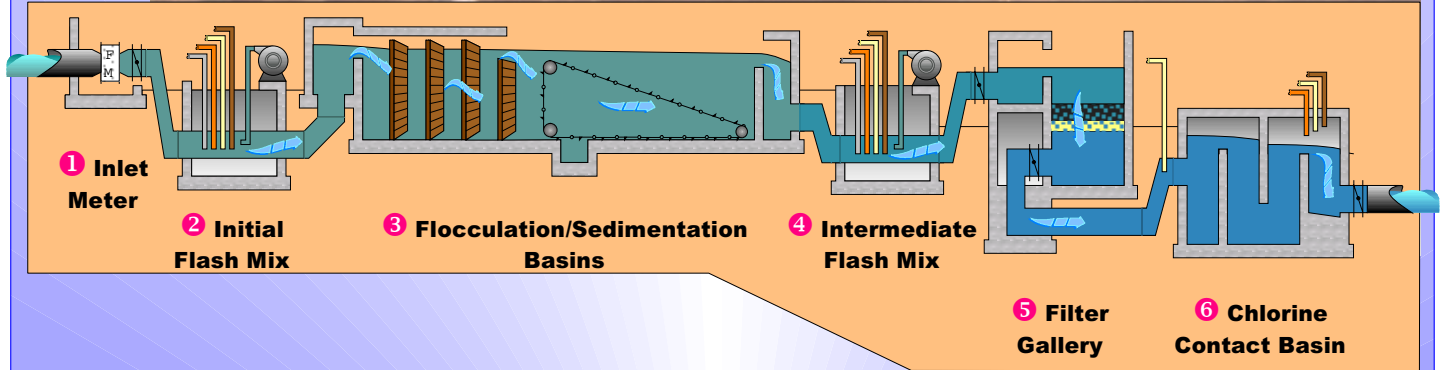 F
M
❶ Inlet
Meter
❷ Initial
Flash Mix
❸ Flocculation/Sedimentation
Basins
❹ Intermediate
Flash Mix
❺ Filter
Gallery
❻ Chlorine
Contact Basin